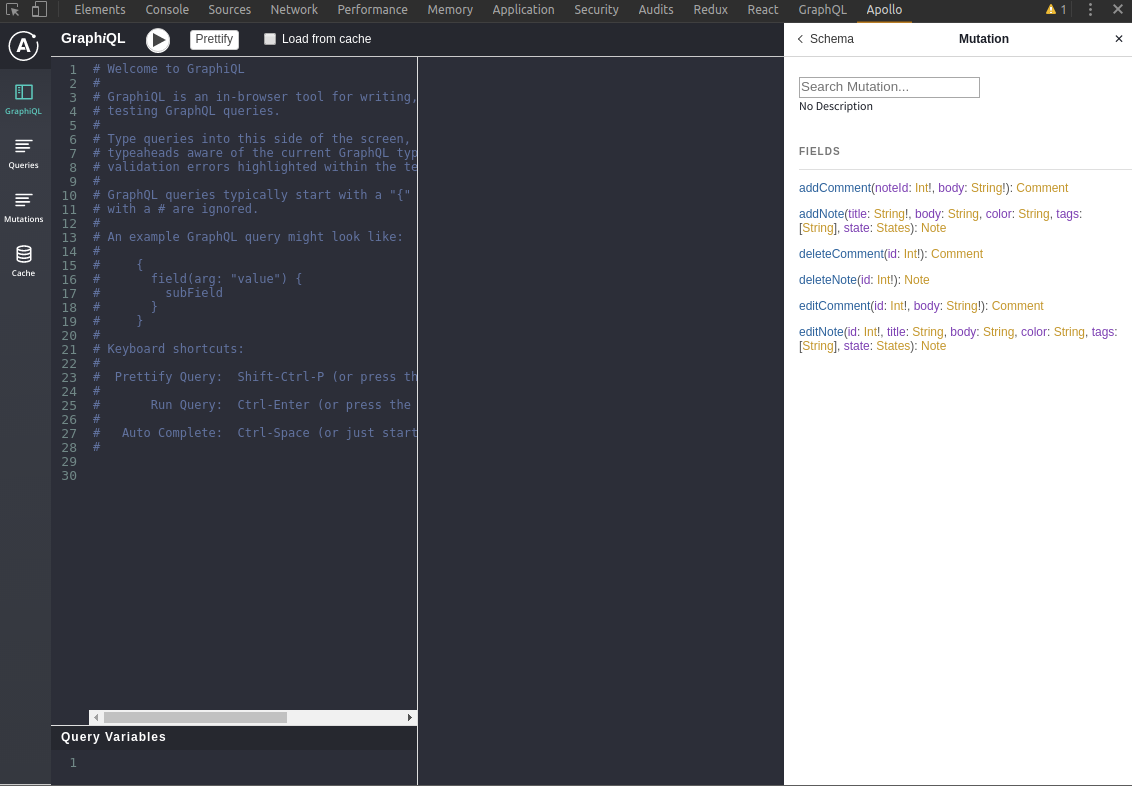 Elements Console Sources Network Performance Memory Application Security Audits Redux React GraphQL Apollo 1
GraphiQL Prettify Load from cache
GraphiQL
Queries
Mutations
Cache
1 # Welcome to GraphiQL
2 #
3 # GraphiQL is an in-browser tool for writing,
4 # testing GraphQL queries.
5 #
6 # Type queries into this side of the screen,
7 # typeaheads aware of the current GraphQL typ
8 # validation errors highlighted within the te
9 #
10 # GraphQL queries typically start with a "{"
11 # with a # are ignored.
12 #
13 # An example GraphQL query might look like:
14 #
15 #     {
16 #       field(arg: "value") {
17 #         subField
18 #       }
19 #     }
20 #
21 # Keyboard shortcuts:
22 #
23 #  Prettify Query:  Shift-Ctrl-P (or press th
24 #
25 #       Run Query:  Ctrl-Enter (or press the
26 #
27 #   Auto Complete:  Ctrl-Space (or just start
28 #
29
30
Query Variables
1
Schema Mutation ×
Search Mutation...
No Description
FIELDS
addComment(noteId: Int!, body: String!): Comment
addNote(title: String!, body: String, color: String, tags:
[String], state: States): Note
deleteComment(id: Int!): Comment
deleteNote(id: Int!): Note
editComment(id: Int!, body: String!): Comment
editNote(id: Int!, title: String, body: String, color: String, tags:
[String], state: States): Note